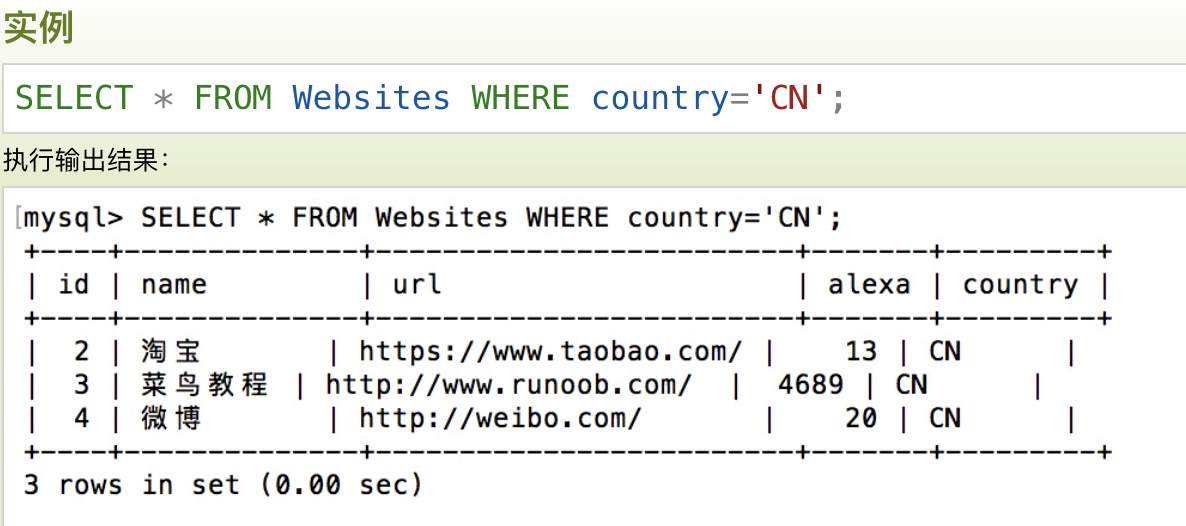 实例
SELECT * FROM Websites WHERE country='CN';
执行输出结果：
[mysql> SELECT * FROM Websites WHERE country='CN';
+----+--------------+--------------------------+-------+---------+
| id | name         | url                      | alexa | country |
+----+--------------+--------------------------+-------+---------+
|  2 | 淘宝       | https://www.taobao.com/ |    13 | CN      |
|  3 | 菜鸟教程 | http://www.runoob.com/  |  4689 | CN      |
|  4 | 微博       | http://weibo.com/       |    20 | CN      |
+----+--------------+--------------------------+-------+---------+
3 rows in set (0.00 sec)